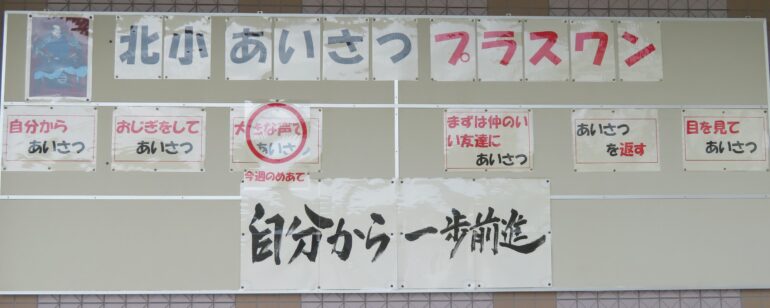 北小 あいさつ プラスワン
自分から
あいさつ
おじぎをして
あいさつ
大きな声で
あいさつ
今週のめあて
まずは仲のい
い友達に
あいさつ
あいさつ
を返す
目を見て
あいさつ
自分から 一歩前進